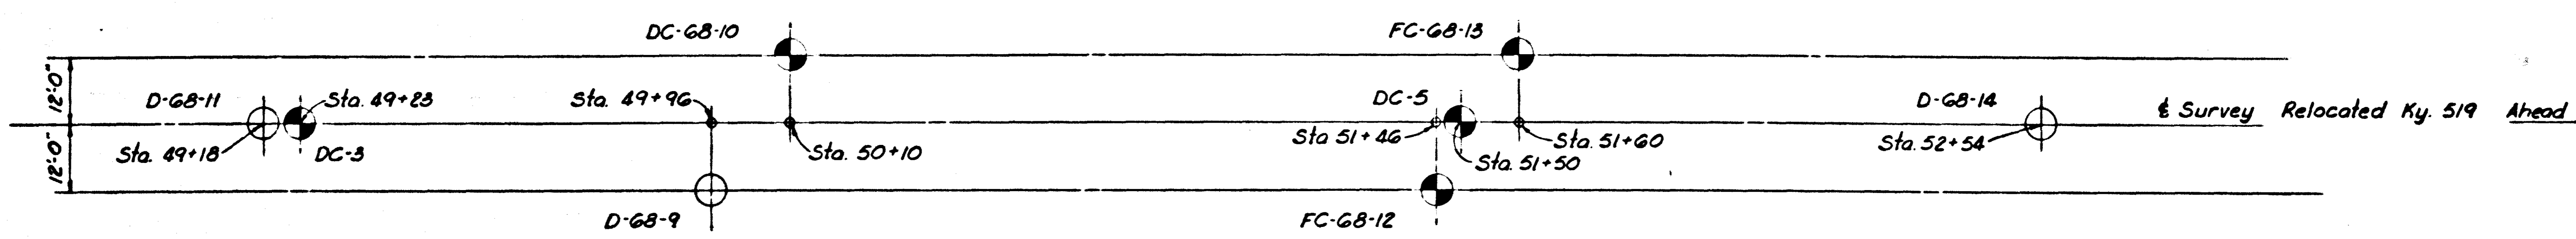 DC-68-10
FC-68-13
12'-0"
D-68-11
Sta. 49+23
Sta. 49+96
DC-5
D-68-14
℄ Survey Relocated Ky. 519 Ahead
Sta. 49+18
DC-3
Sta. 50+10
Sta 51+46
Sta. 51+60
Sta. 51+50
Sta. 52+54
12'-0"
D-68-9
FC-68-12